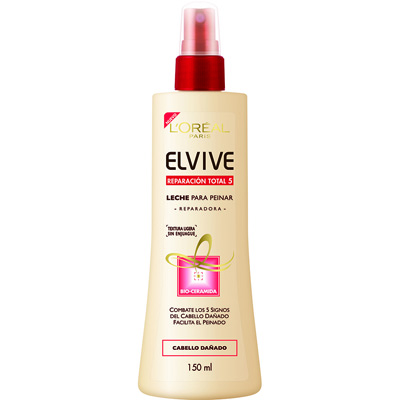 NUEVO
L'ORÉAL
PARIS
ELVIVE
REPARACIÓN TOTAL 5
LECHE PARA PEINAR
- REPARADORA -
TEXTURA LIGERA
SIN ENJUAGUE
BIO-CERAMIDA
COMBATE LOS 5 SIGNOS
DEL CABELLO DAÑADO
FACILITA EL PEINADO
CABELLO DAÑADO
150 ml